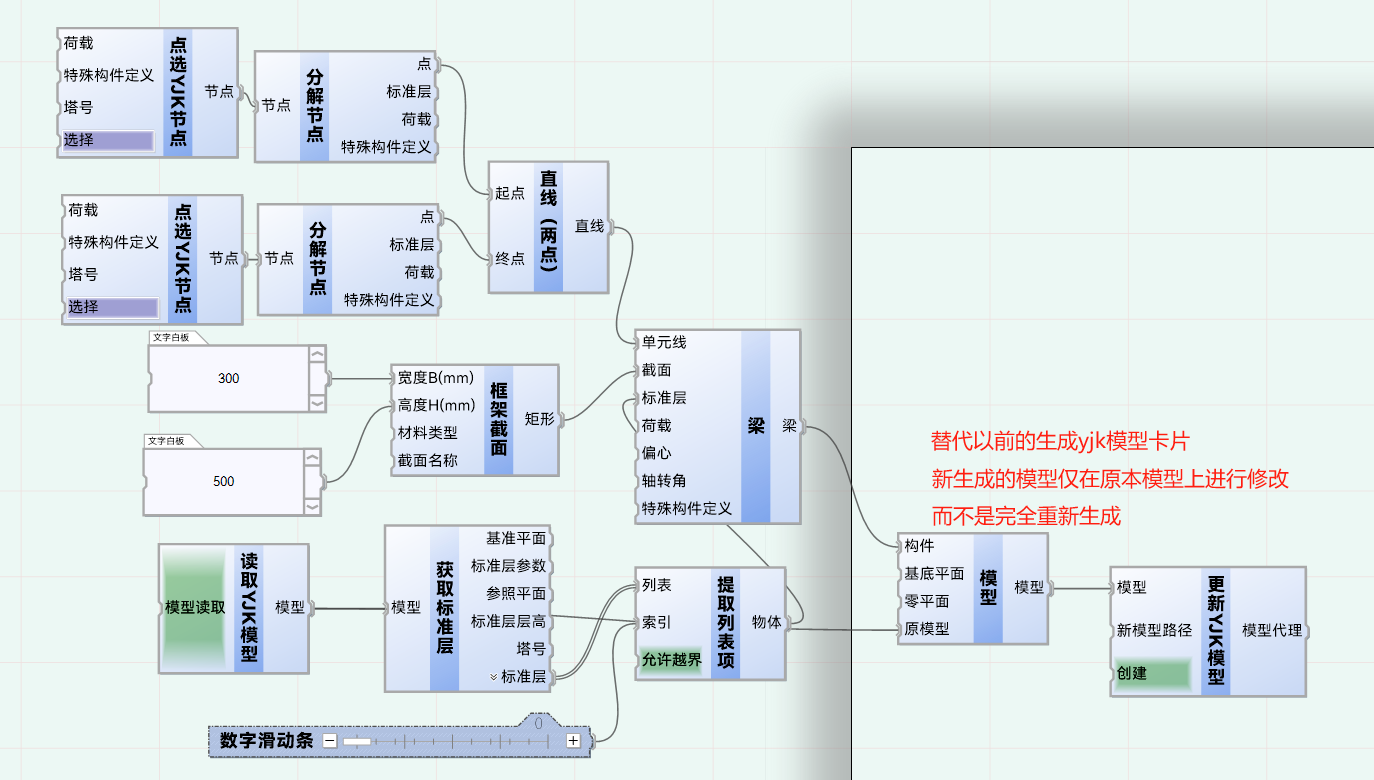 荷载
特殊构件定义
塔号
选择
点选YJK节点
节点
节点
分解节点
点
标准层
荷载
特殊构件定义
荷载
特殊构件定义
塔号
选择
点选YJK节点
节点
节点
分解节点
点
标准层
荷载
特殊构件定义
起点
终点
直线（两点）
直线
文字白板
300
文字白板
500
宽度B(mm)
高度H(mm)
材料类型
截面名称
框架截面
矩形
单元线
截面
标准层
荷载
偏心
轴转角
特殊构件定义
梁
梁
模型读取
读取YJK模型
模型
模型
获取标准层
基准平面
标准层参数
参照平面
标准层层高
塔号
标准层
列表
索引
允许越界
提取列表项
物体
数字滑动条
0
替代以前的生成yjk模型卡片
新生成的模型仅在原本模型上进行修改
而不是完全重新生成
构件
基底平面
零平面
原模型
模型
模型
模型
新模型路径
创建
更新YJK模型
模型代理